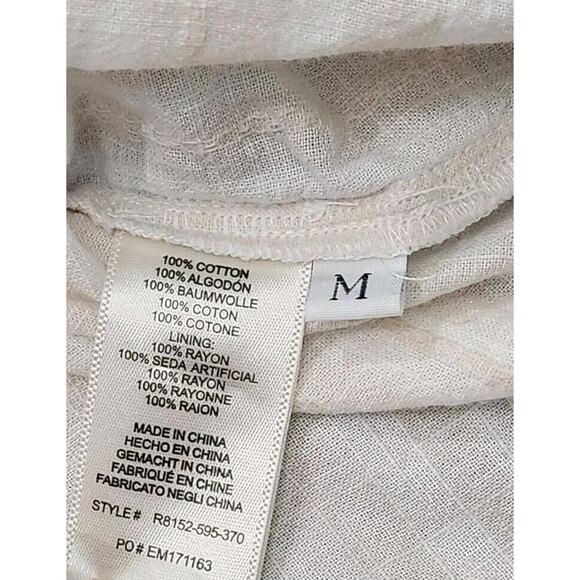 100% COTTON
100% ALGODÓN
100% BAUMWOLLE
100% COTON
100% COTONE
LINING:
100% RAYON
100% SEDA ARTIFICIAL
100% RAYON
100% RAYONNE
100% RAION
MADE IN CHINA
HECHO EN CHINA
GEMACHT IN CHINA
FABRIQUÉ EN CHINE
FABRICATO NEGLI CHINA
STYLE# R8152-595-370
PO# EM171163
M